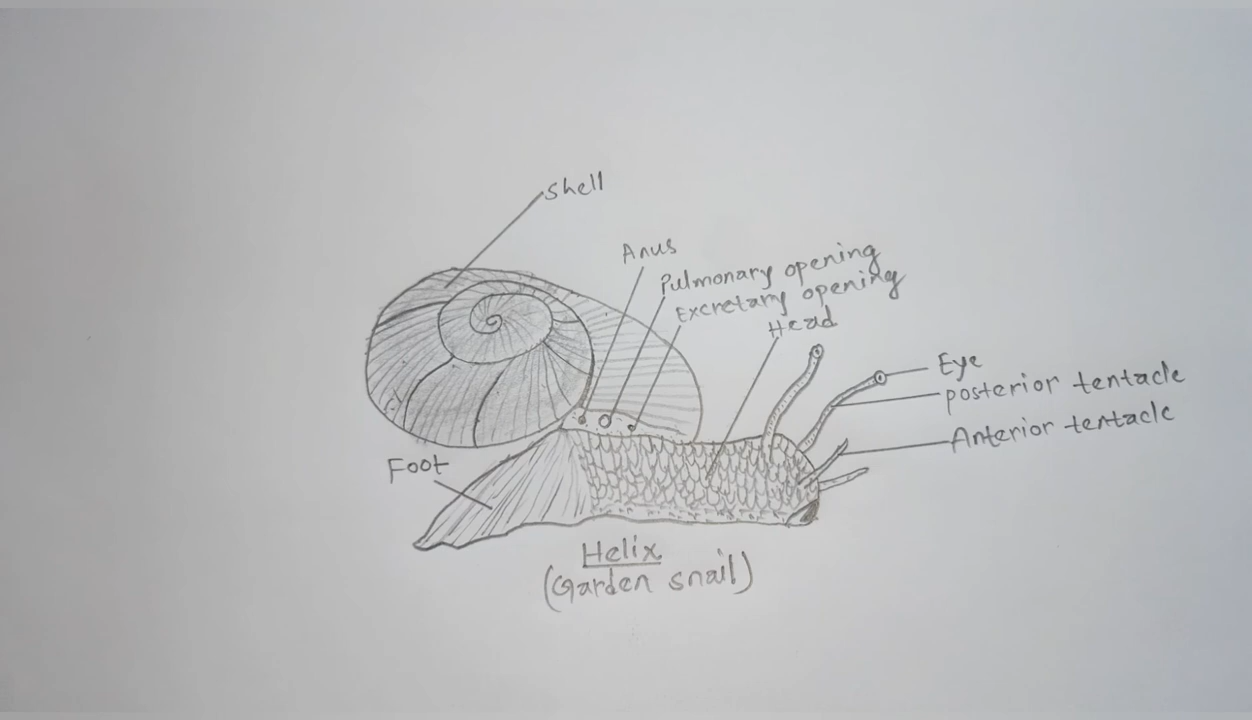 shell
Anus
Pulmonary opening
Excretary opening
Head
Eye
posterior tentacle
Anterior tentacle
Foot
Helix
(Garden snail)